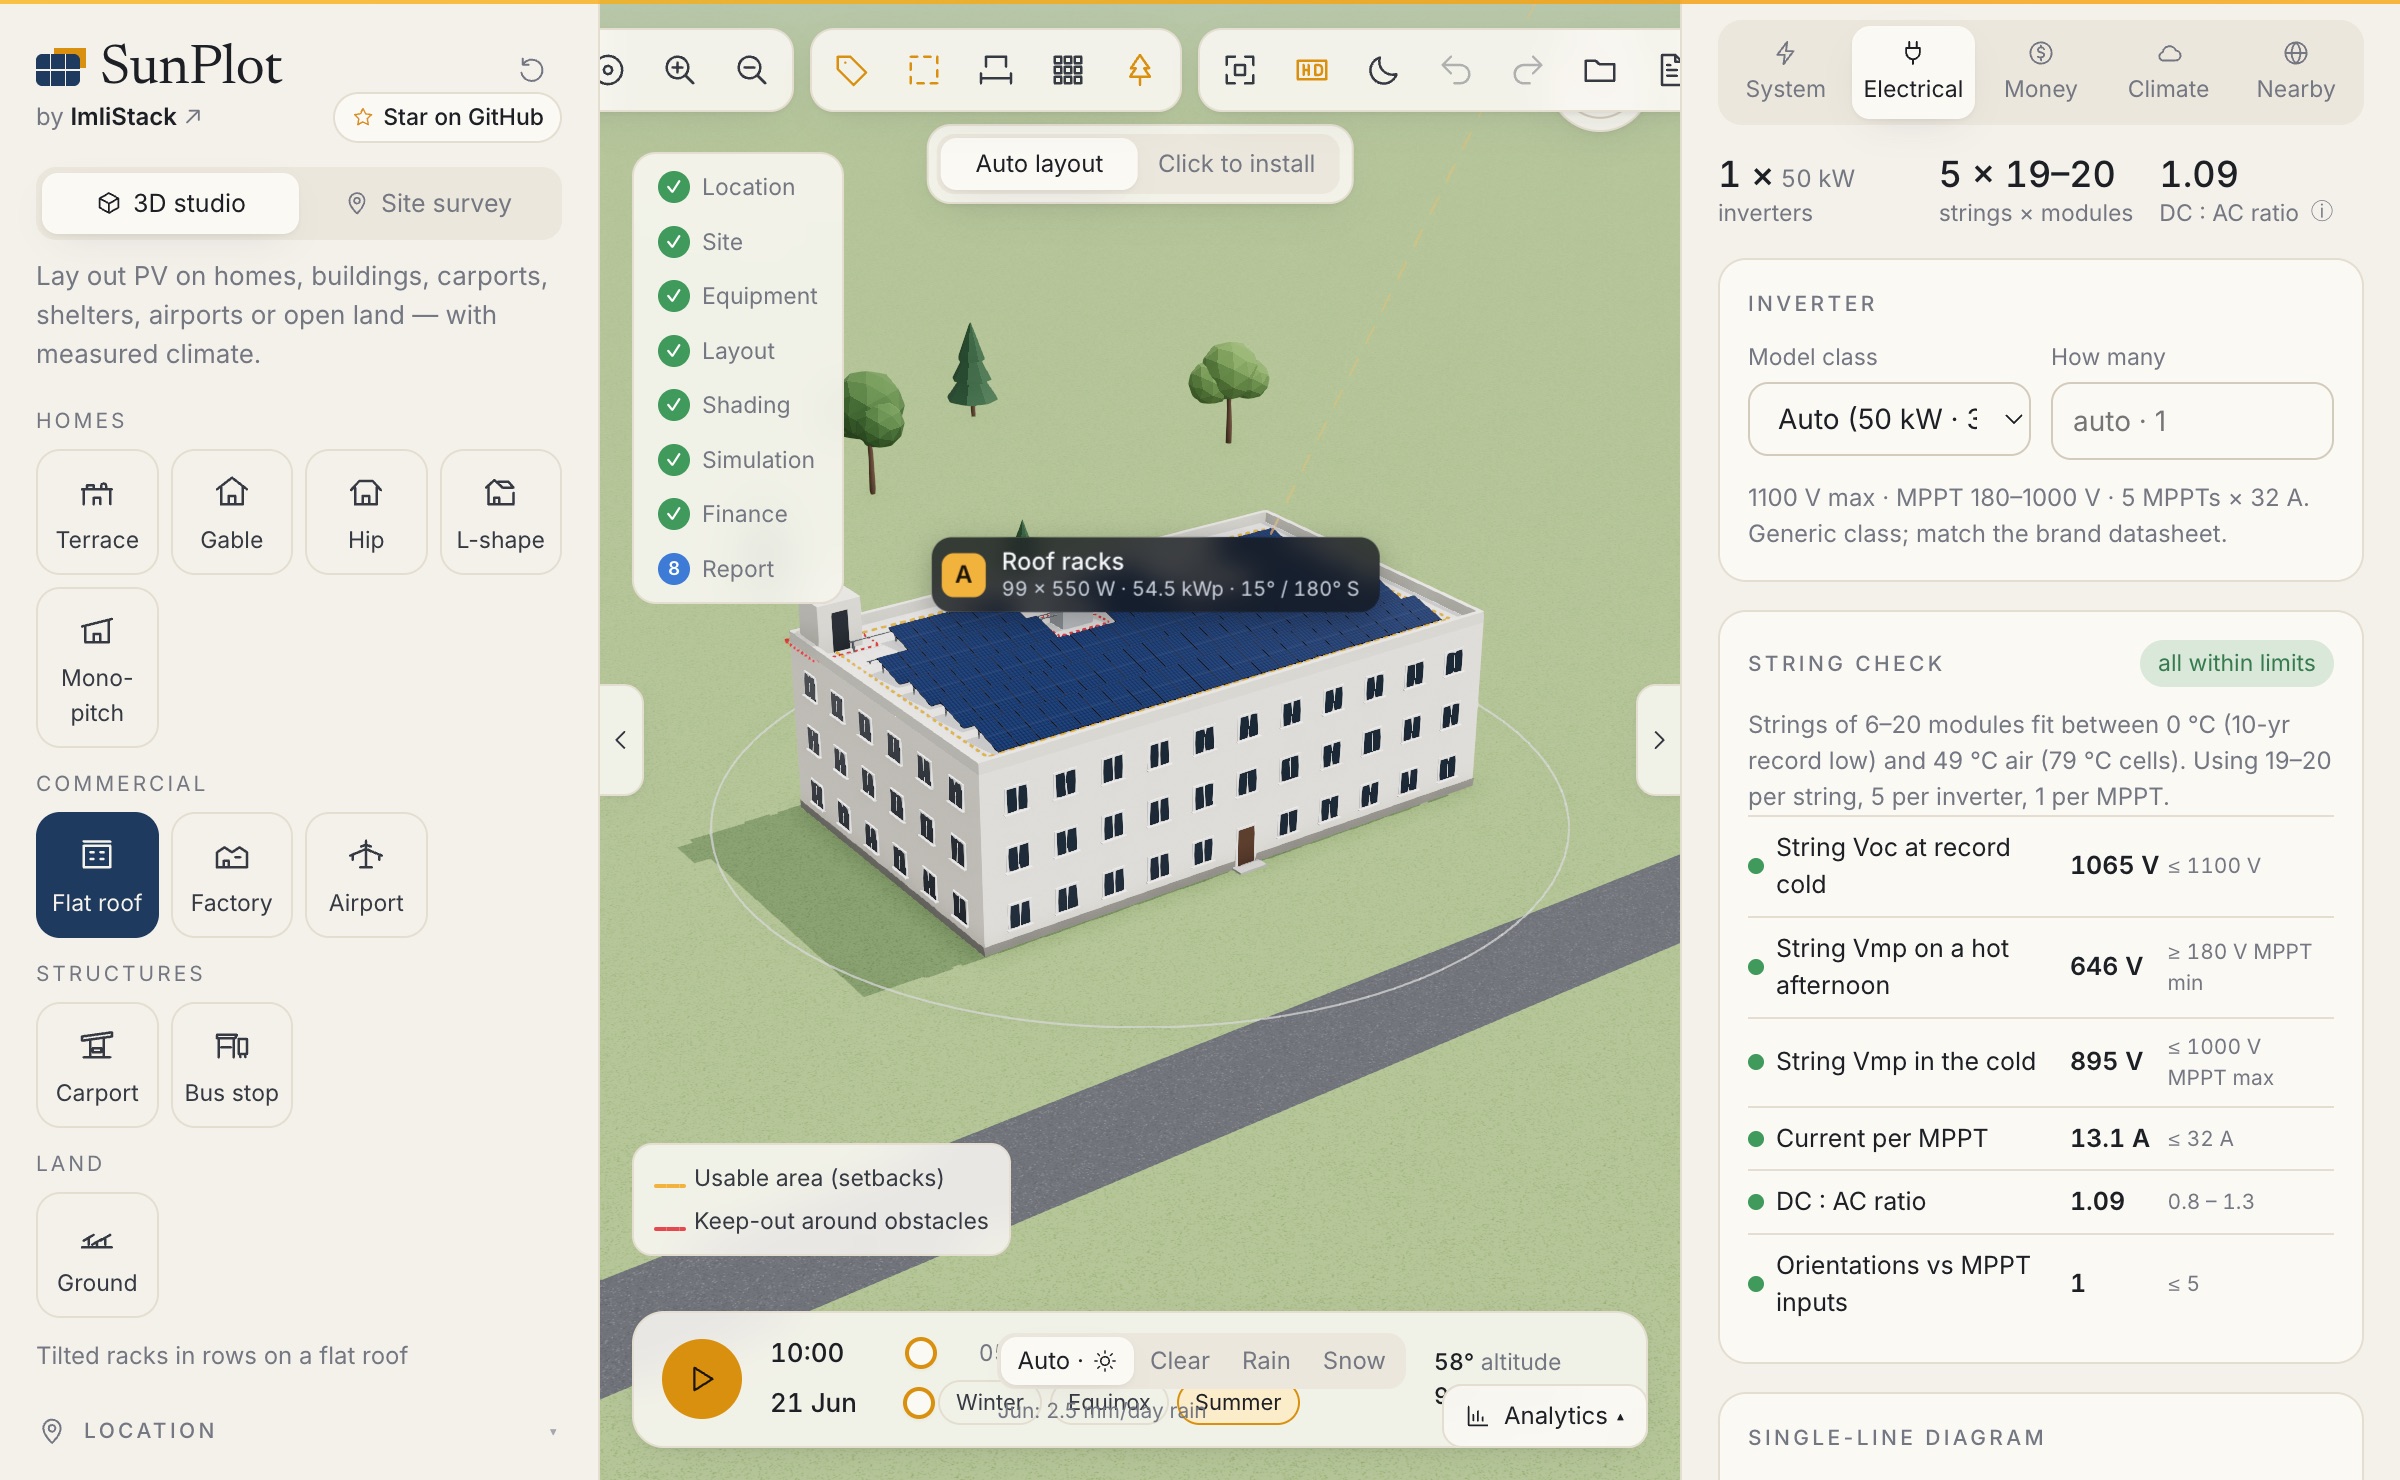 SunPlot
by ImliStack ↗
Star on GitHub
3D studio
Site survey
Lay out PV on homes, buildings, carports,
shelters, airports or open land — with
measured climate.
HOMES
Terrace
Gable
Hip
L-shape
Mono-
pitch
COMMERCIAL
Flat roof
Factory
Airport
STRUCTURES
Carport
Bus stop
LAND
Ground
Tilted racks in rows on a flat roof
LOCATION
HD
Auto layout
Click to install
Location
Site
Equipment
Layout
Shading
Simulation
Finance
8 Report
A
Roof racks
99 × 550 W · 54.5 kWp · 15° / 180° S
Usable area (setbacks)
Keep-out around obstacles
10:00
21 Jun
Auto ·
Clear
Rain
Snow
Winter
Equinox
Summer
Jun: 2.5 mm/day rain
58° altitude
Analytics
System
Electrical
Money
Climate
Nearby
1 × 50 kW
inverters
5 × 19–20
strings × modules
1.09
DC : AC ratio
INVERTER
Model class
How many
Auto (50 kW ·
auto · 1
1100 V max · MPPT 180–1000 V · 5 MPPTs × 32 A.
Generic class; match the brand datasheet.
STRING CHECK
all within limits
Strings of 6–20 modules fit between 0 °C (10-yr
record low) and 49 °C air (79 °C cells). Using 19–20
per string, 5 per inverter, 1 per MPPT.
String Voc at record
cold
1065 V ≤ 1100 V
String Vmp on a hot
afternoon
646 V
≥ 180 V MPPT
min
String Vmp in the cold
895 V
≤ 1000 V
MPPT max
Current per MPPT
13.1 A ≤ 32 A
DC : AC ratio
1.09
0.8 – 1.3
Orientations vs MPPT
inputs
1
≤ 5
SINGLE-LINE DIAGRAM